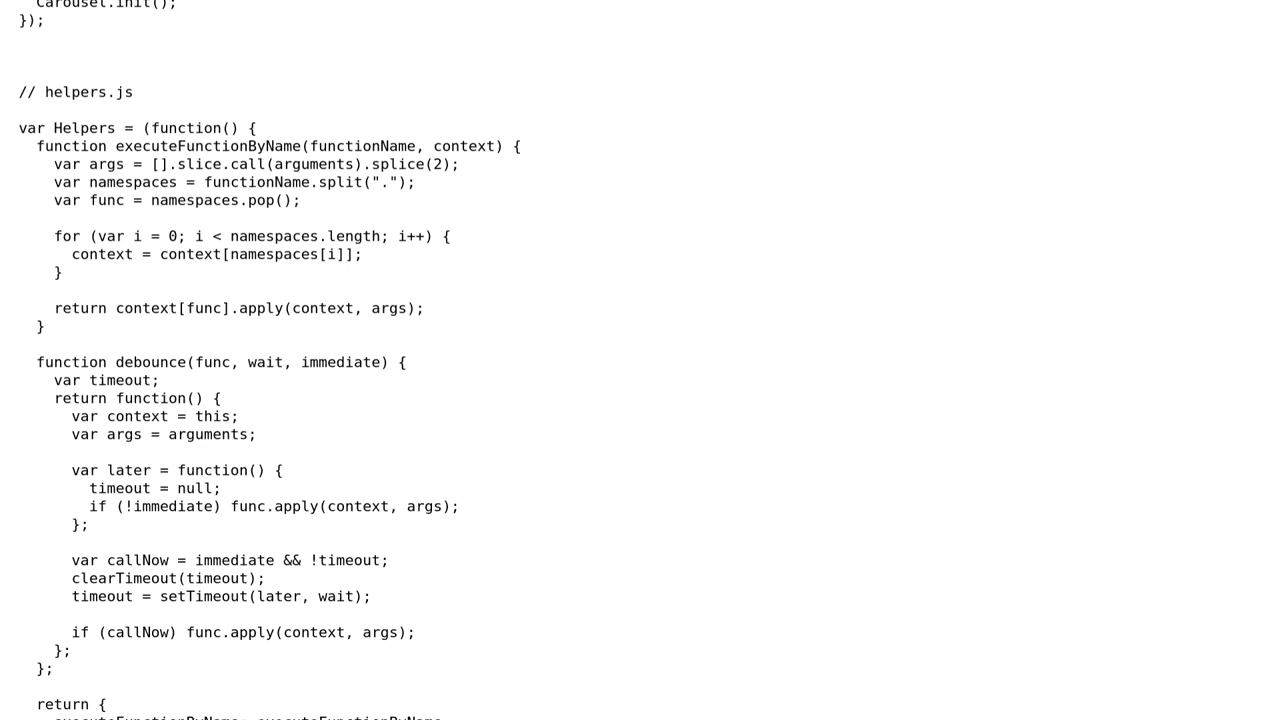 Carousel.init();
});
// helpers.js
var Helpers = (function() {
function executeFunctionByName(functionName, context) {
var args = [].slice.call(arguments).splice(2);
var namespaces = functionName.split(".");
var func = namespaces.pop();
for (var i = 0; i < namespaces.length; i++) {
context = context[namespaces[i]];
}
return context[func].apply(context, args);
}
function debounce(func, wait, immediate) {
var timeout;
return function() {
var context = this;
var args = arguments;
var later = function() {
timeout = null;
if (!immediate) func.apply(context, args);
};
var callNow = immediate && !timeout;
clearTimeout(timeout);
timeout = setTimeout(later, wait);
if (callNow) func.apply(context, args);
};
};
return {
executeFunctionByName: executeFunctionByName